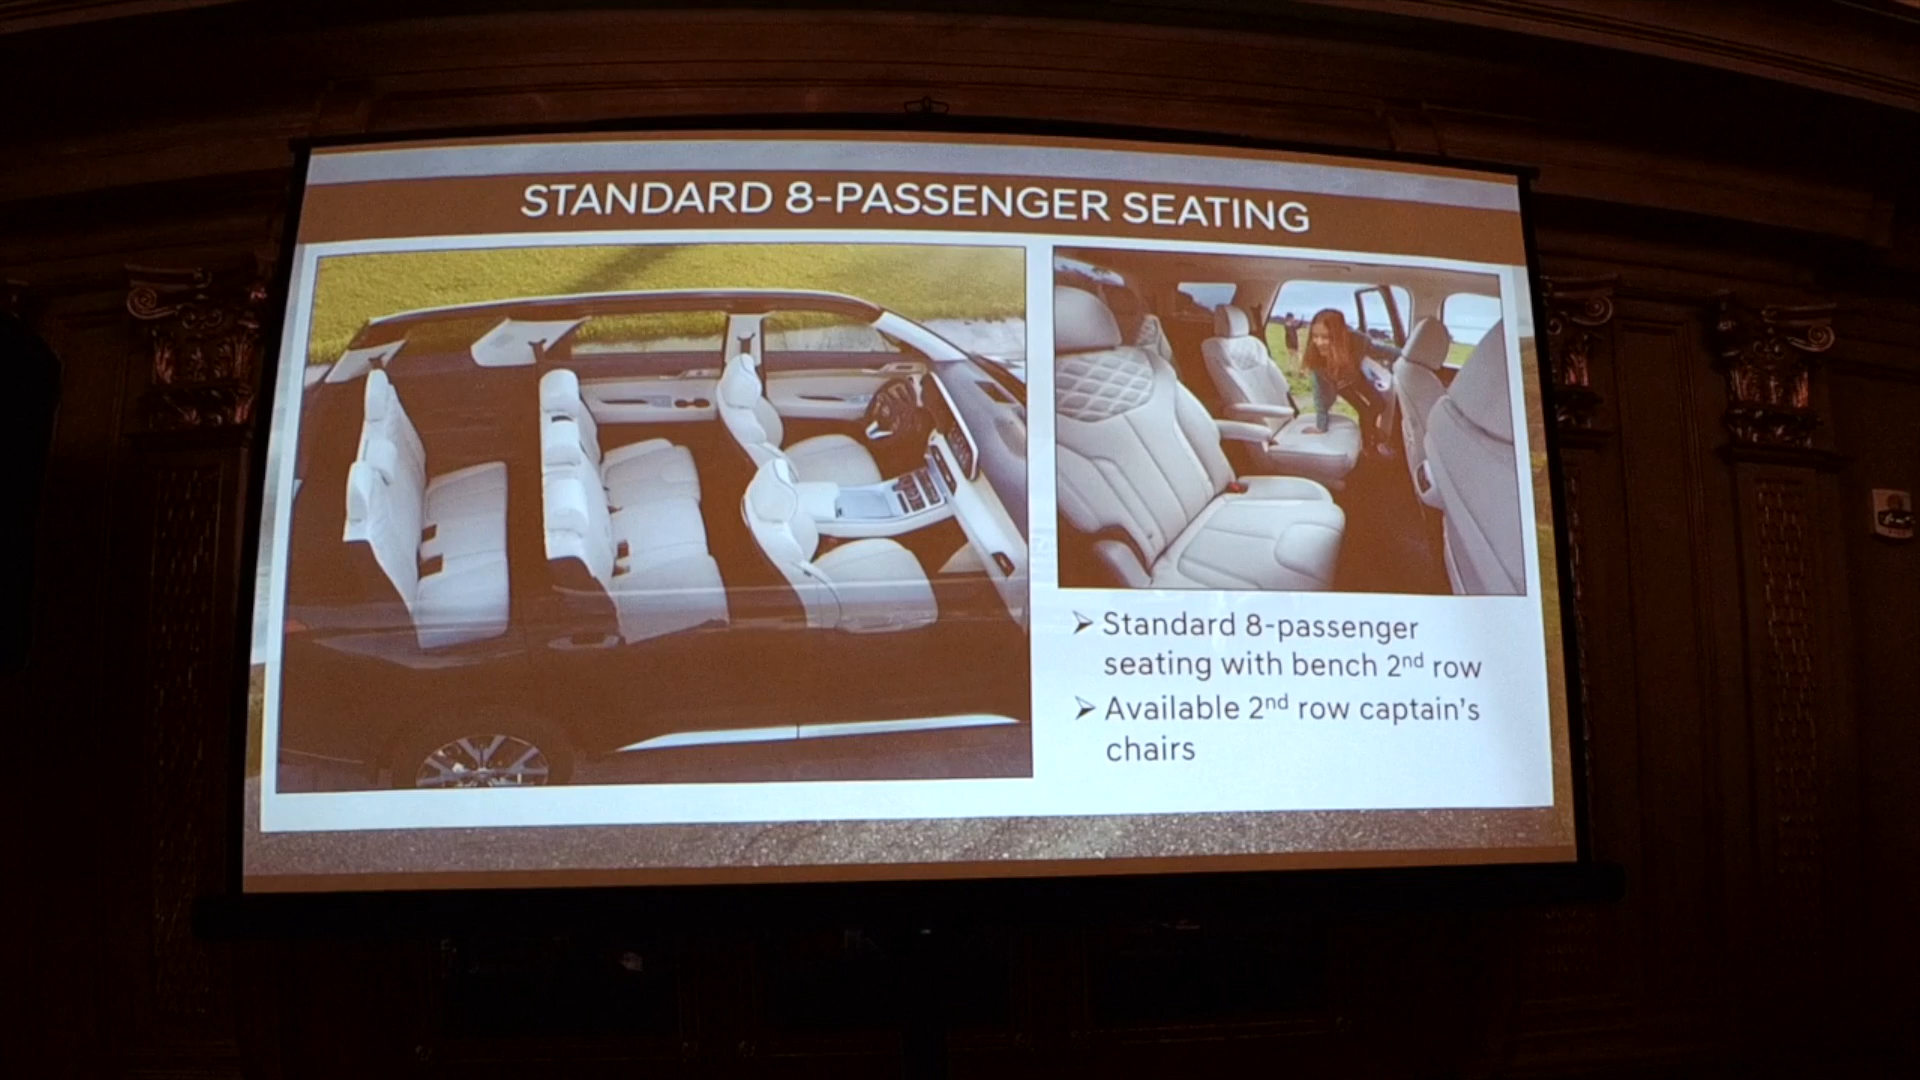 STANDARD 8-PASSENGER SEATING
➢ Standard 8-passenger
seating with bench 2nd row
➢ Available 2nd row captain's
chairs